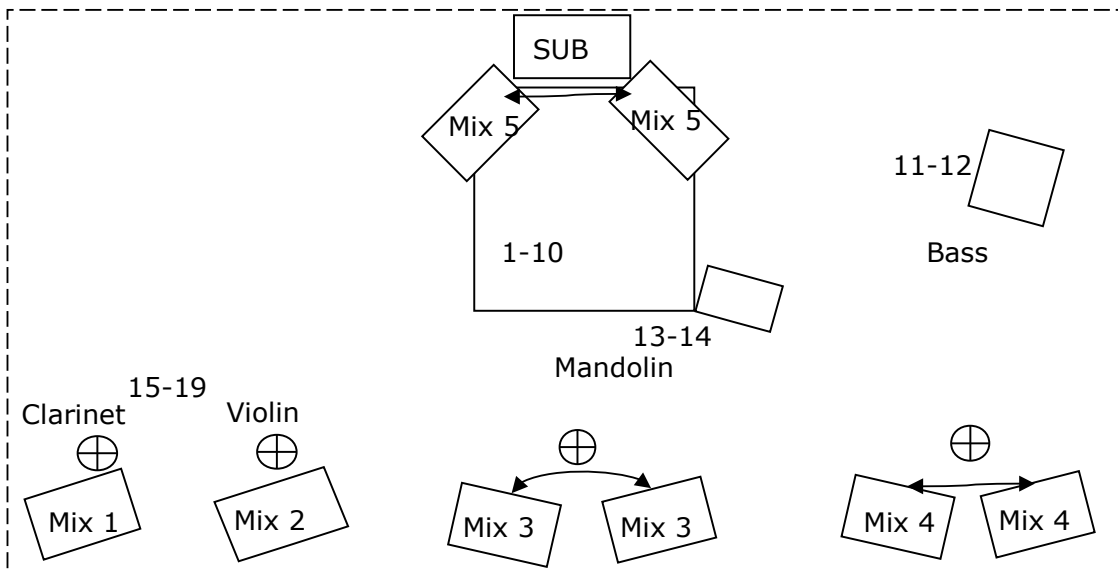 SUB
Mix 5 Mix 5
11-12
1-10 Bass
13-14
Mandolin
15-19
Clarinet Violin
Mix 1 Mix 2 Mix 3 Mix 3 Mix 4 Mix 4